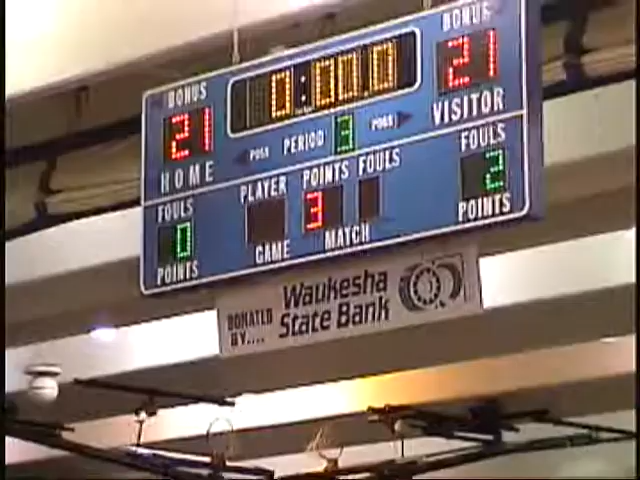 BONUS 0:00.0 BONUS
21 21
HOME POSS PERIOD 3 POSS VISITOR
FOULS PLAYER POINTS FOULS FOULS
0 3 2
POINTS GAME MATCH POINTS
DONATED BY.... Waukesha
State Bank